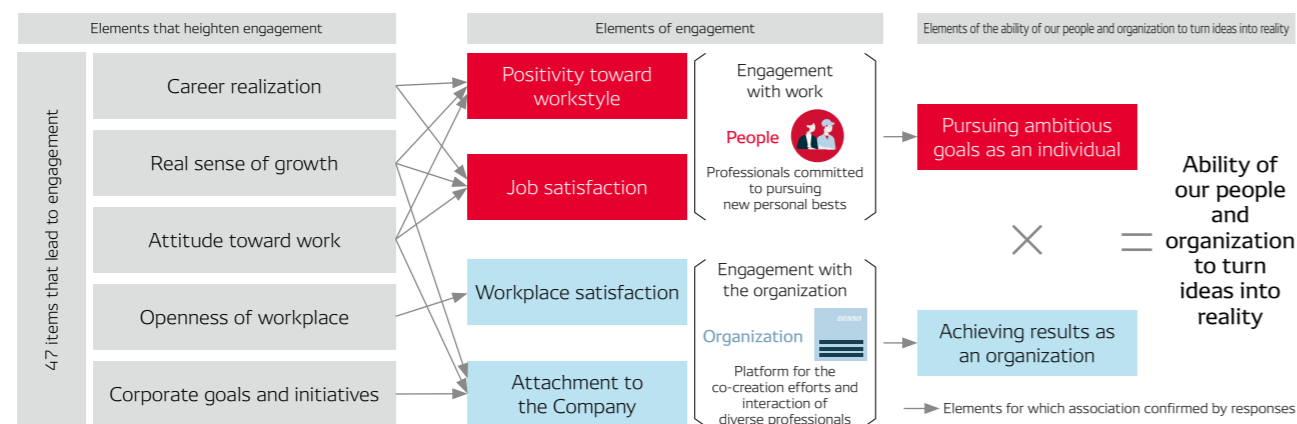 Elements that heighten engagement
Elements of engagement
Elements of the ability of our people and organization to turn ideas into reality
47 items that lead to engagement
Career realization
Real sense of growth
Attitude toward work
Openness of workplace
Corporate goals and initiatives
Positivity toward
workstyle
Job satisfaction
Workplace satisfaction
Attachment to
the Company
Engagement
with work
People
Professionals committed
to pursuing
new personal bests
Engagement with
the organization
Organization
DENSO
Platform for the
co-creation efforts and
interaction of
diverse professionals
Pursuing ambitious
goals as an individual
×
Achieving results as
an organization
=
Ability of
our people
and
organization
to turn
ideas into
reality
Elements for which association confirmed by responses